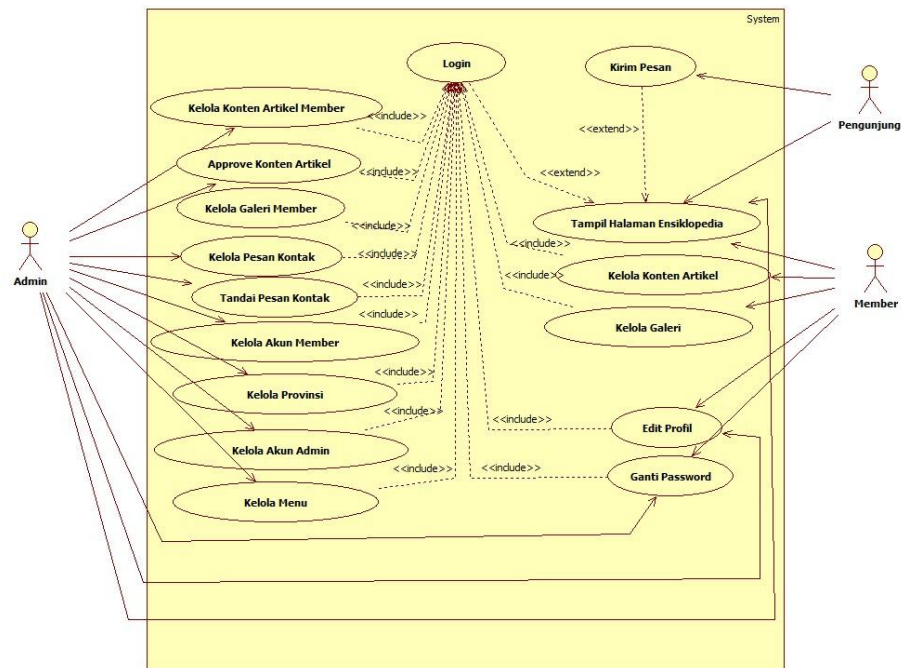 System
Login
Kirim Pesan
Kelola Konten Artikel Member
<<include>>
<<extend>>
Pengunjung
Approve Konten Artikel
<<include>>
<<extend>>
Kelola Galeri Member
<<include>>
Tampil Halaman Ensiklopedia
Kelola Pesan Kontak
<<include>>
<<include>>
Admin
Kelola Konten Artikel
<<include>>
Tandai Pesan Kontak
Member
<<include>>
Kelola Galeri
Kelola Akun Member
<<include>>
Kelola Provinsi
<<include>>
<<include>>
Edit Profil
Kelola Akun Admin
<<include>>
<<include>>
Ganti Password
Kelola Menu